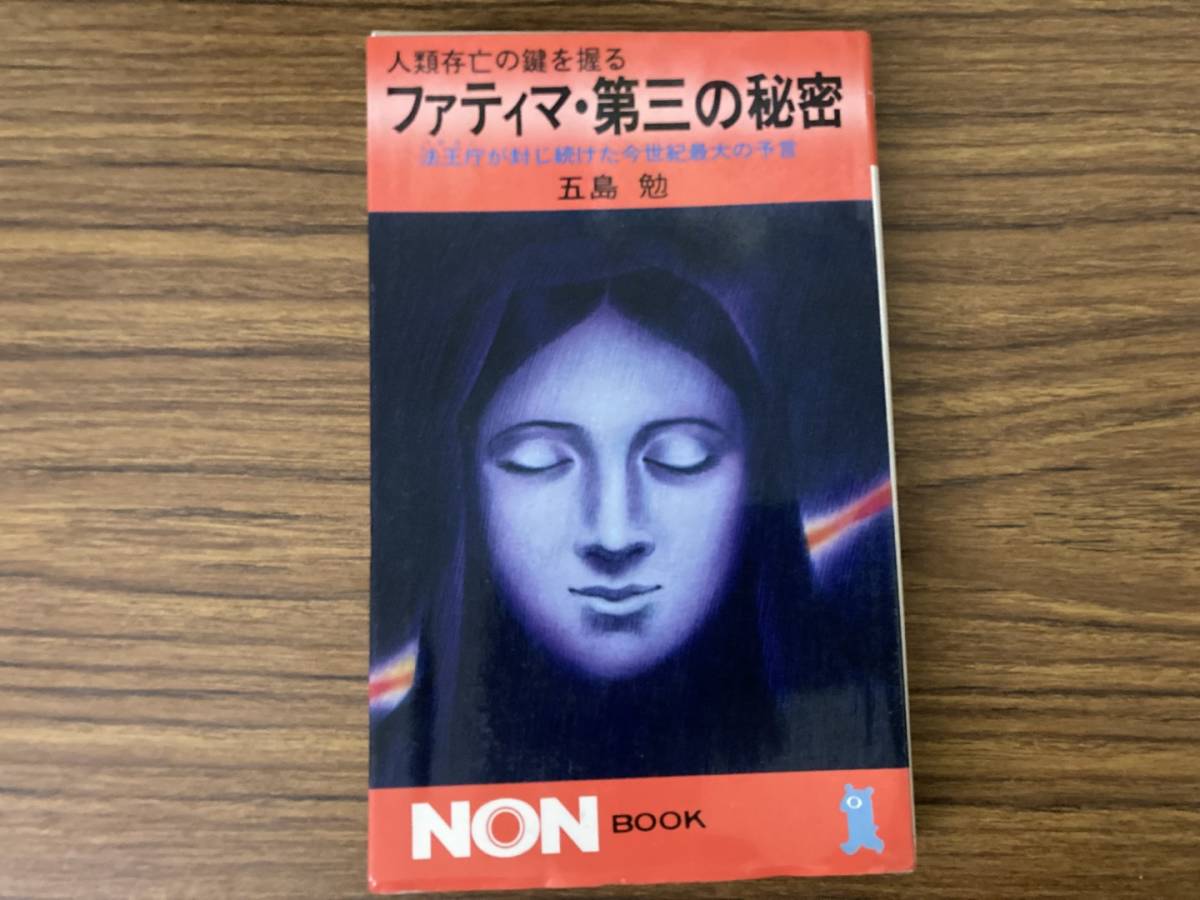 人類存亡の鍵を握る
ファティマ・第三の秘密
法王庁が封じ続けた今世紀最大の予言
五島 勉
NON BOOK